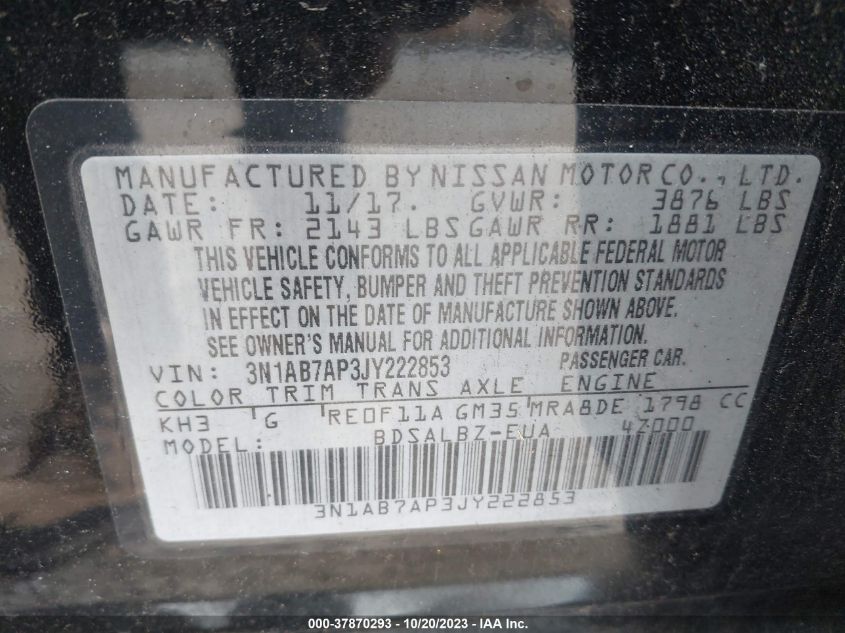 MANUFACTURED BY NISSAN MOTOR CO., LTD.
DATE: 11/17. GVWR: 3876 LBS
GAWR FR: 2143 LBS GAWR RR: 1881 LBS
THIS VEHICLE CONFORMS TO ALL APPLICABLE FEDERAL MOTOR
VEHICLE SAFETY, BUMPER AND THEFT PREVENTION STANDARDS
IN EFFECT ON THE DATE OF MANUFACTURE SHOWN ABOVE.
SEE OWNER'S MANUAL FOR ADDITIONAL INFORMATION.
VIN: 3N1AB7AP3JY222853 PASSENGER CAR.
COLOR TRIM TRANS AXLE ENGINE
KH3 G RE0F11A GM35 MRA8DE 1798 CC
MODEL: BDSALBZ-EUA 4Z000
3N1AB7AP3JY222853
000-37870293 - 10/20/2023 - IAA Inc.